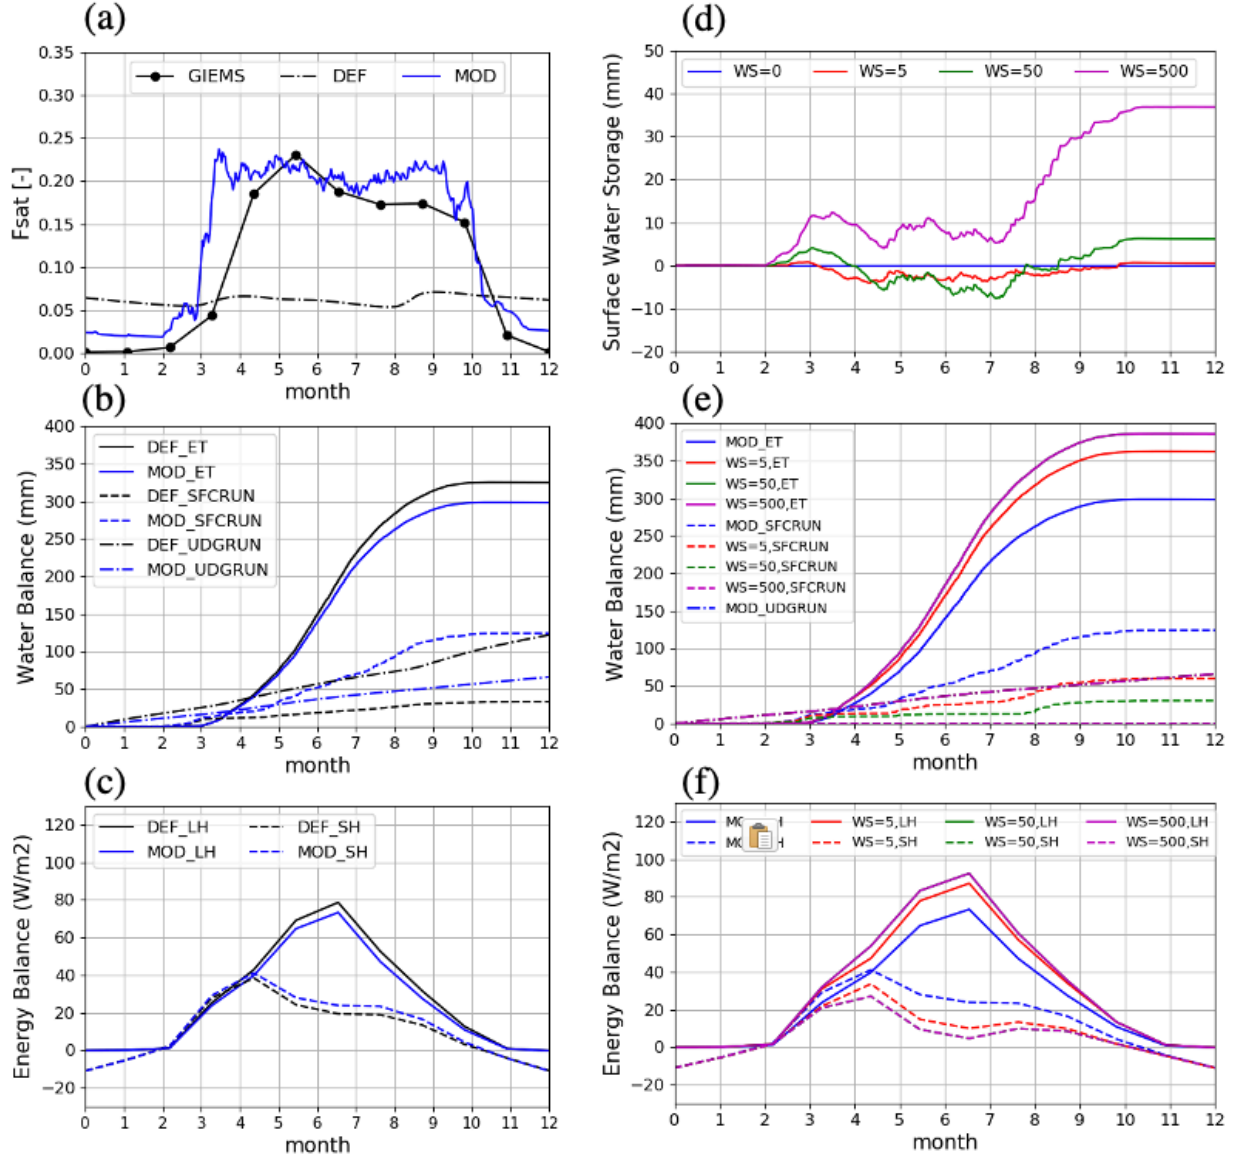 (a)
0.35
0.30
0.25
0.20
0.15
0.10
0.05
0.00
Fsat [-]
GIEMS DEF MOD
0 1 2 3 4 5 6 7 8 9 10 11 12
month
(b)
400
350
300
250
200
150
100
50
0
Water Balance (mm)
DEF_ET
MOD_ET
DEF_SFCRUN
MOD_SFCRUN
DEF_UDGRUN
MOD_UDGRUN
0 1 2 3 4 5 6 7 8 9 10 11 12
month
(c)
120
100
80
60
40
20
0
−20
Energy Balance (W/m2)
DEF_LH DEF_SH
MOD_LH MOD_SH
0 1 2 3 4 5 6 7 8 9 10 11 12
month
(d)
50
40
30
20
10
0
−10
−20
Surface Water Storage (mm)
WS=0 WS=5 WS=50 WS=500
0 1 2 3 4 5 6 7 8 9 10 11 12
month
(e)
400
350
300
250
200
150
100
50
0
Water Balance (mm)
MOD_ET
WS=5,ET
WS=50,ET
WS=500,ET
MOD_SFCRUN
WS=5,SFCRUN
WS=50,SFCRUN
WS=500,SFCRUN
MOD_UDGRUN
0 1 2 3 4 5 6 7 8 9 10 11 12
month
(f)
120
100
80
60
40
20
0
−20
Energy Balance (W/m2)
WS=5,LH WS=50,LH WS=500,LH
WS=5,SH WS=50,SH WS=500,SH
0 1 2 3 4 5 6 7 8 9 10 11 12
month